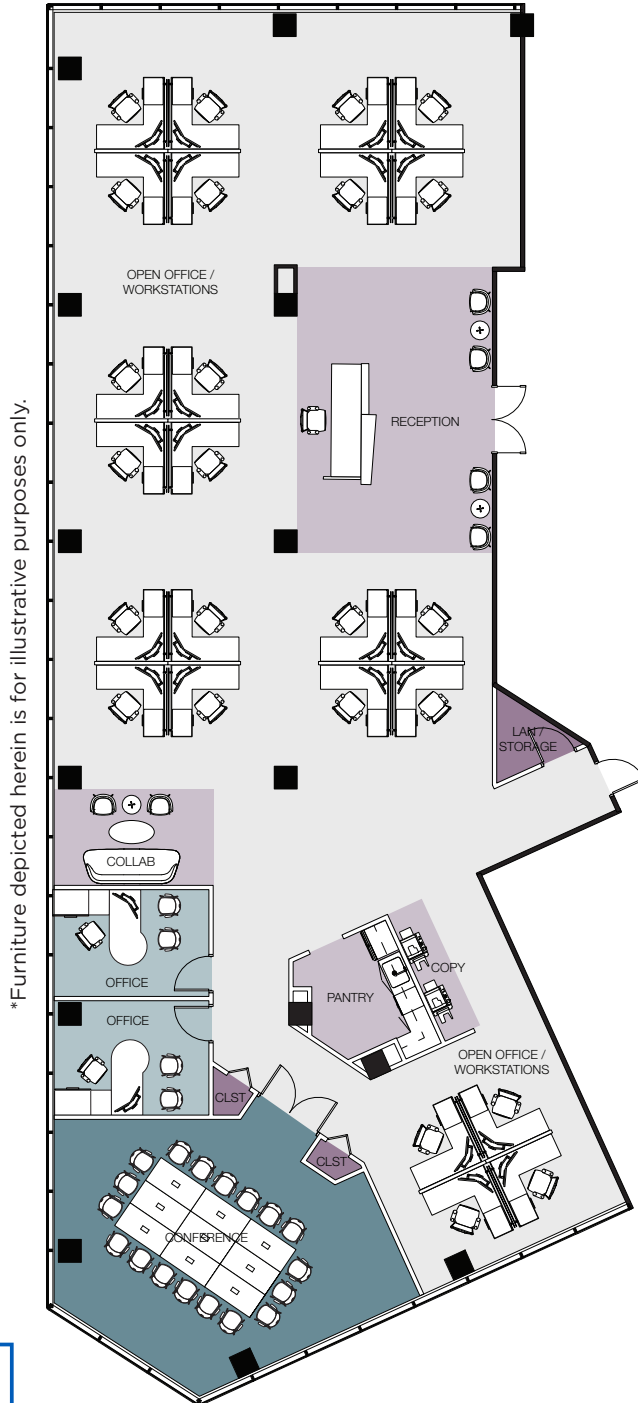 OPEN OFFICE /
WORKSTATIONS
RECEPTION
*Furniture depicted herein is for illustrative purposes only.
LAN /
STORAGE
COLLAB
OFFICE
COPY
PANTRY
OFFICE
OPEN OFFICE /
WORKSTATIONS
CLST
CLST